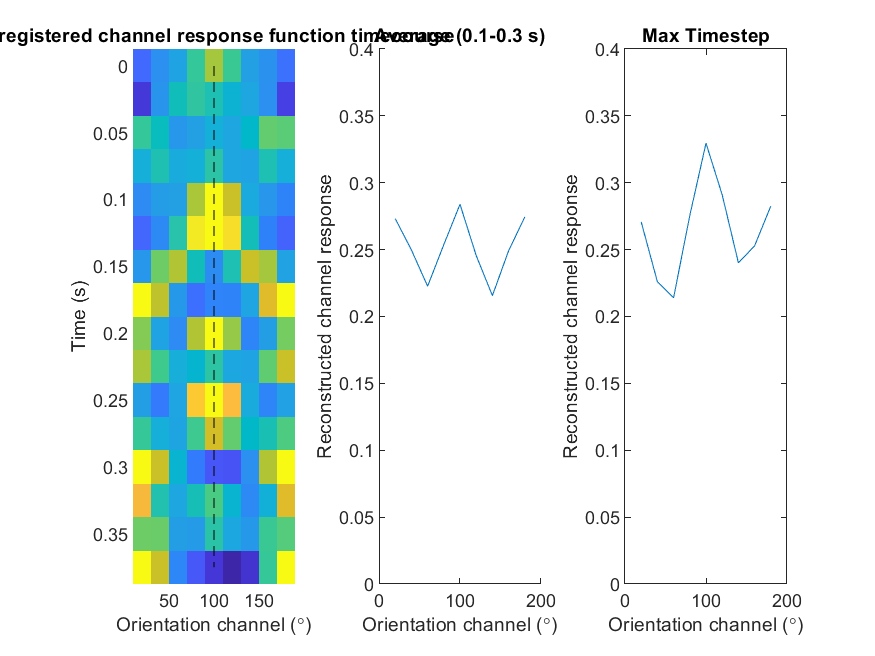 registered channel response function timecourse
Average (0.1-0.3 s)
Max Timestep
0
0.05
0.1
0.15
0.2
0.25
0.3
0.35
Time (s)
50 100 150
Orientation channel (°)
0.4
0.35
0.3
0.25
0.2
0.15
0.1
0.05
0
Reconstructed channel response
0 100 200
Orientation channel (°)
0.4
0.35
0.3
0.25
0.2
0.15
0.1
0.05
0
Reconstructed channel response
0 100 200
Orientation channel (°)